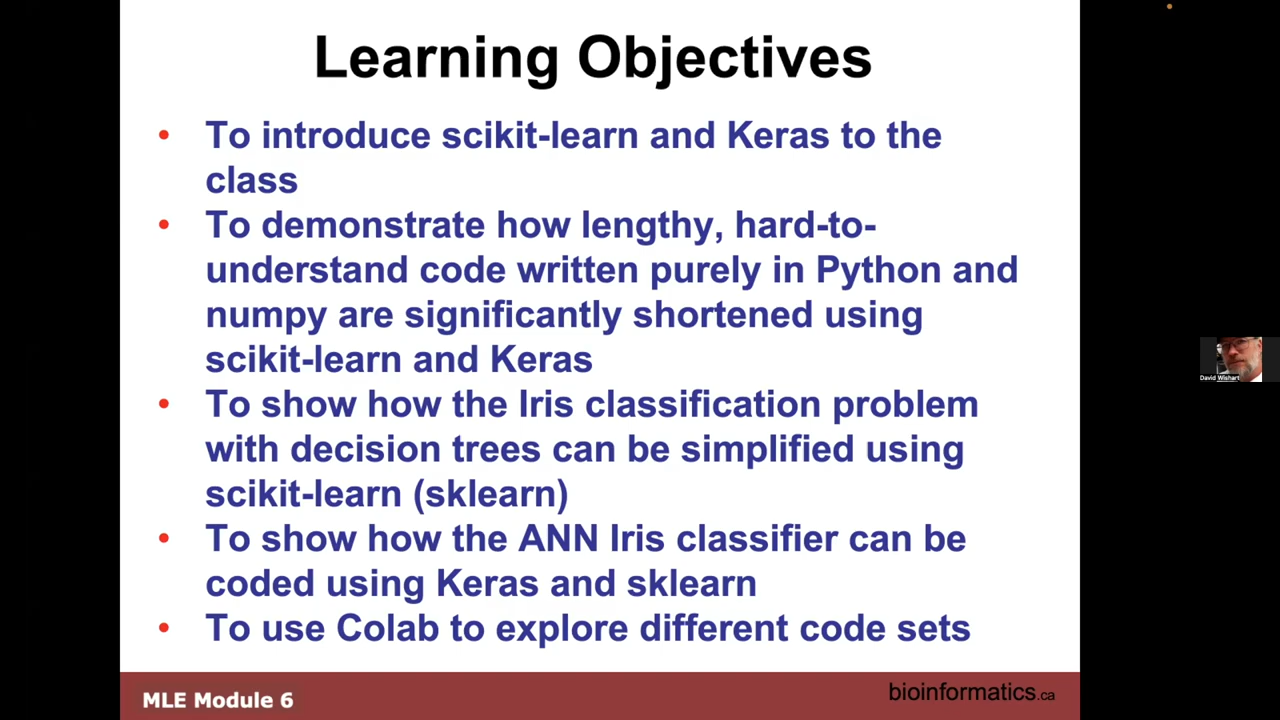 Learning Objectives
• To introduce scikit-learn and Keras to the
class
• To demonstrate how lengthy, hard-to-
understand code written purely in Python and
numpy are significantly shortened using
scikit-learn and Keras
• To show how the Iris classification problem
with decision trees can be simplified using
scikit-learn (sklearn)
• To show how the ANN Iris classifier can be
coded using Keras and sklearn
• To use Colab to explore different code sets
David Wishart
MLE Module 6
bioinformatics.ca